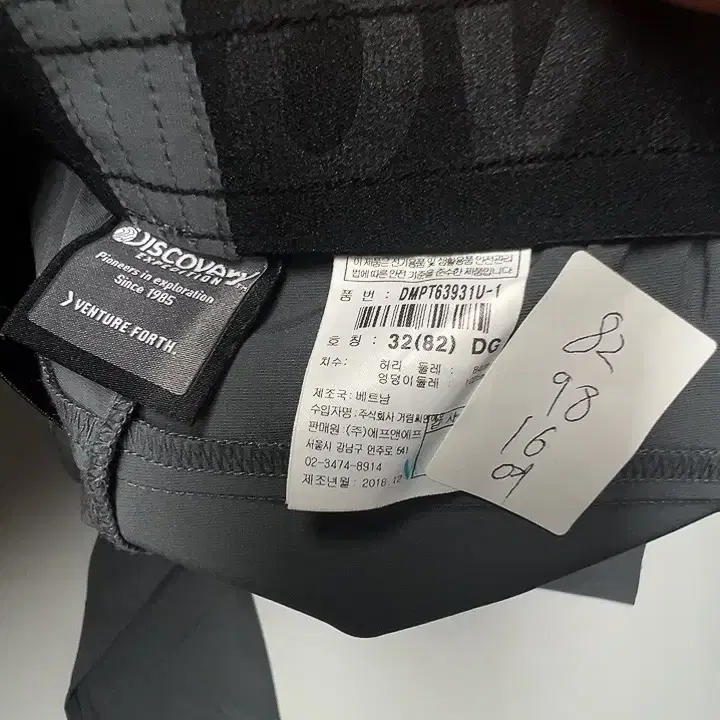 DISCOVERY
EXPEDITION
Pioneers in exploration
Since 1985
❯ VENTURE FORTH.
이 제품은 전기용품 및 생활용품 안전관리
법에 따른 안전 기준을 준수한 제품입니다.
품 번 : DMPT63931U-1
호 칭 : 32(82) DG
치수: 허리 둘레 :
엉덩이둘레 :
제조국: 베트남
수입자명: 주식회사
판매원: (주)에프앤에프
서울시 강남구 언주로 541
02-3474-8914
제조년월: 2016.12
82
98
16
09